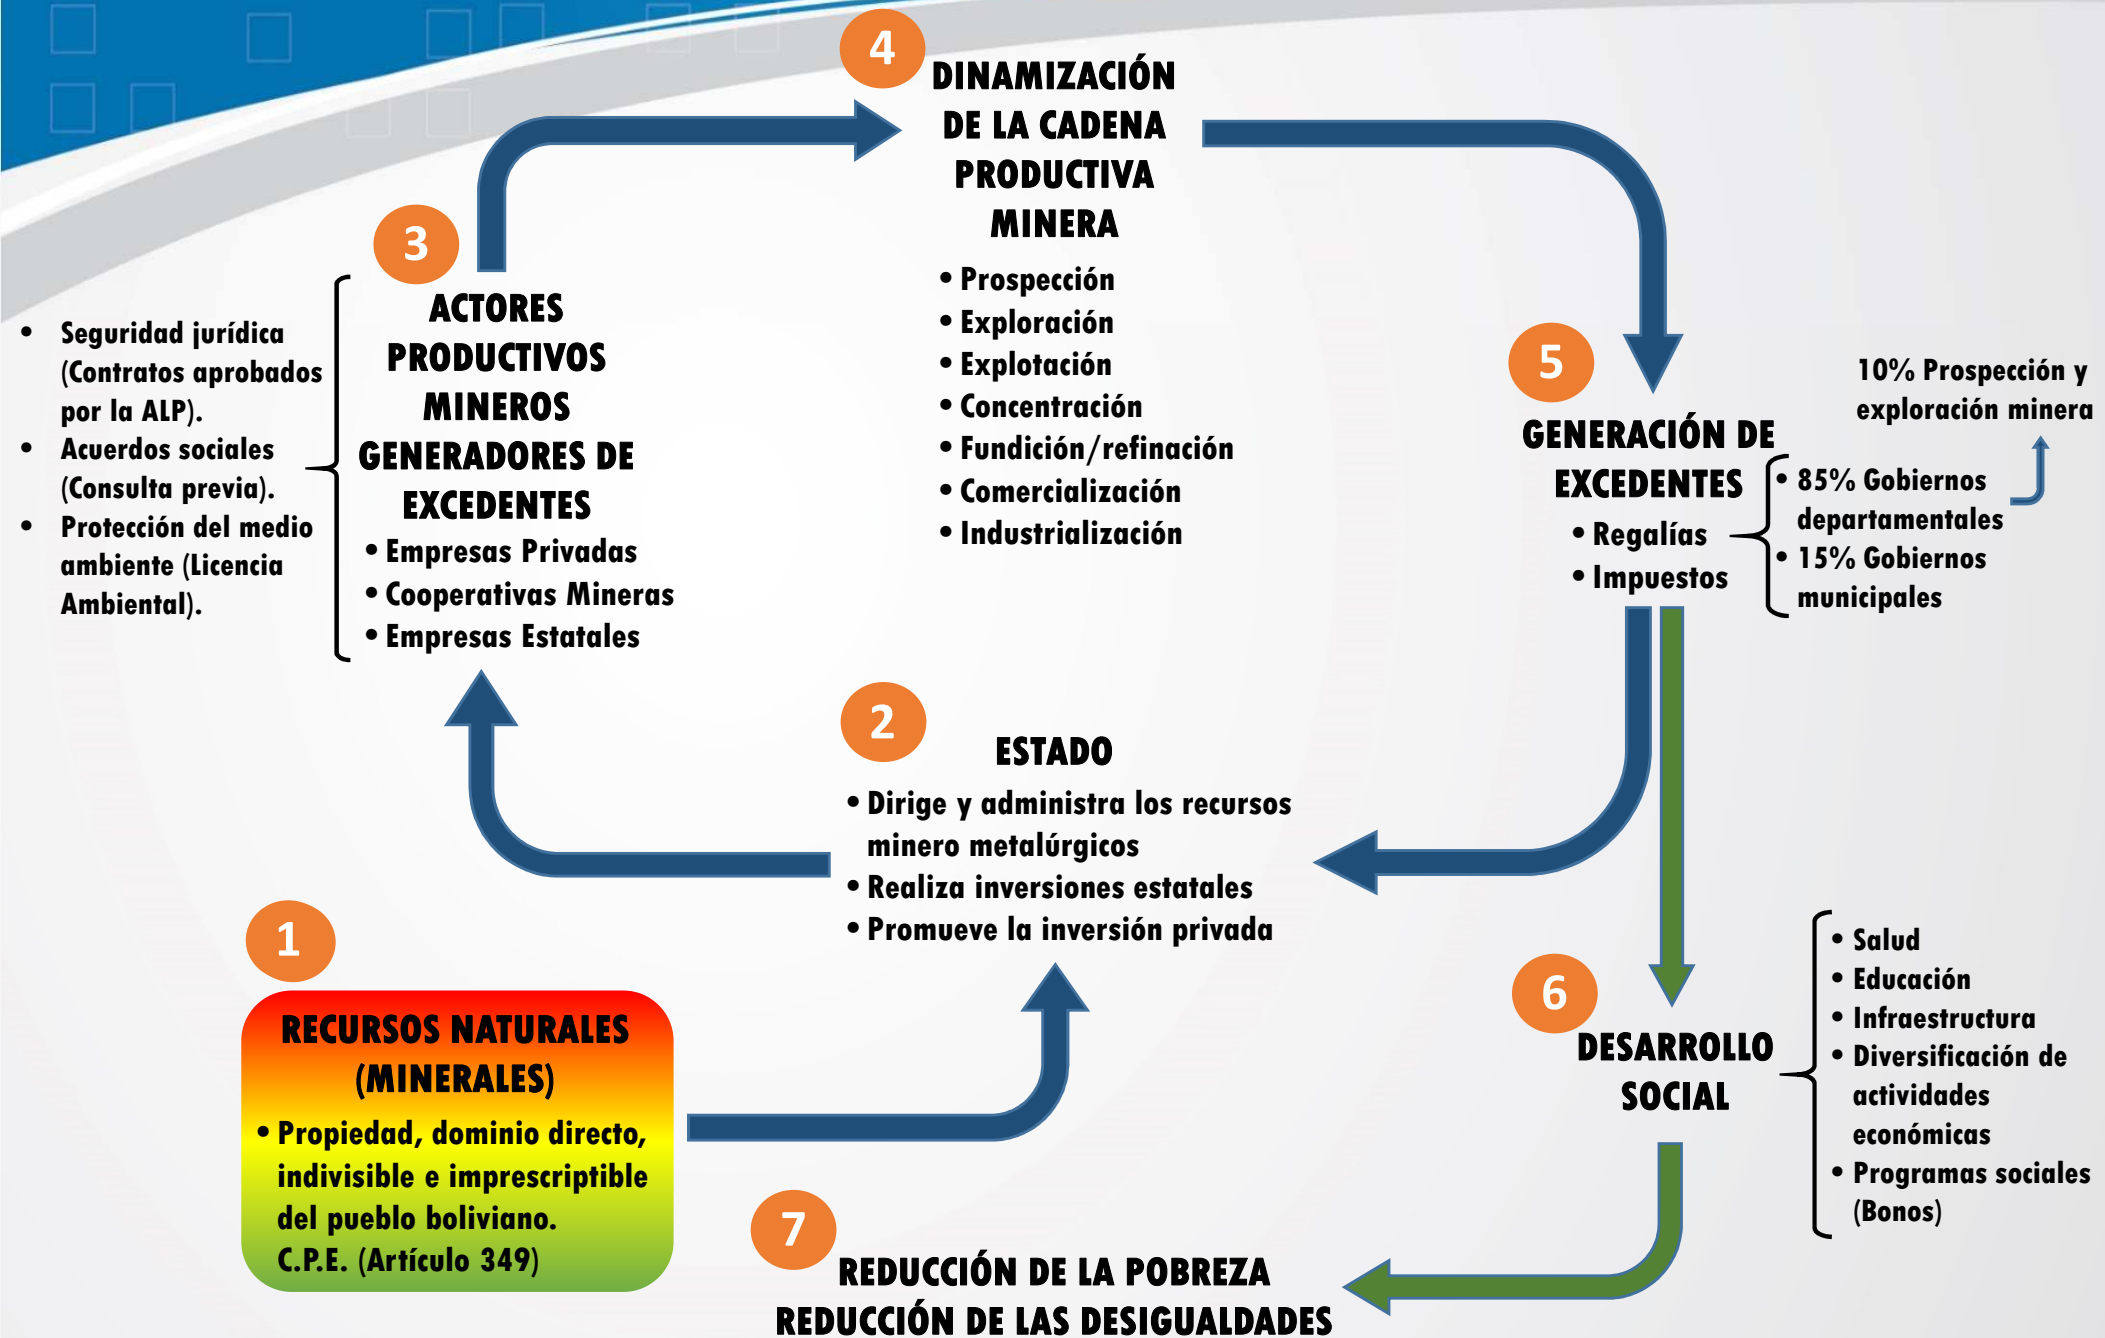 1
RECURSOS NATURALES
(MINERALES)
• Propiedad, dominio directo,
indivisible e imprescriptible
del pueblo boliviano.
C.P.E. (Artículo 349)
2
ESTADO
• Dirige y administra los recursos
minero metalúrgicos
• Realiza inversiones estatales
• Promueve la inversión privada
3
ACTORES
PRODUCTIVOS
MINEROS
GENERADORES DE
EXCEDENTES
• Empresas Privadas
• Cooperativas Mineras
• Empresas Estatales
• Seguridad jurídica
(Contratos aprobados
por la ALP).
• Acuerdos sociales
(Consulta previa).
• Protección del medio
ambiente (Licencia
Ambiental).
4
DINAMIZACIÓN
DE LA CADENA
PRODUCTIVA
MINERA
• Prospección
• Exploración
• Explotación
• Concentración
• Fundición/refinación
• Comercialización
• Industrialización
5
GENERACIÓN DE
EXCEDENTES
• Regalías
• Impuestos
• 85% Gobiernos
departamentales
• 15% Gobiernos
municipales
10% Prospección y
exploración minera
6
DESARROLLO
SOCIAL
• Salud
• Educación
• Infraestructura
• Diversificación de
actividades
económicas
• Programas sociales
(Bonos)
7
REDUCCIÓN DE LA POBREZA
REDUCCIÓN DE LAS DESIGUALDADES